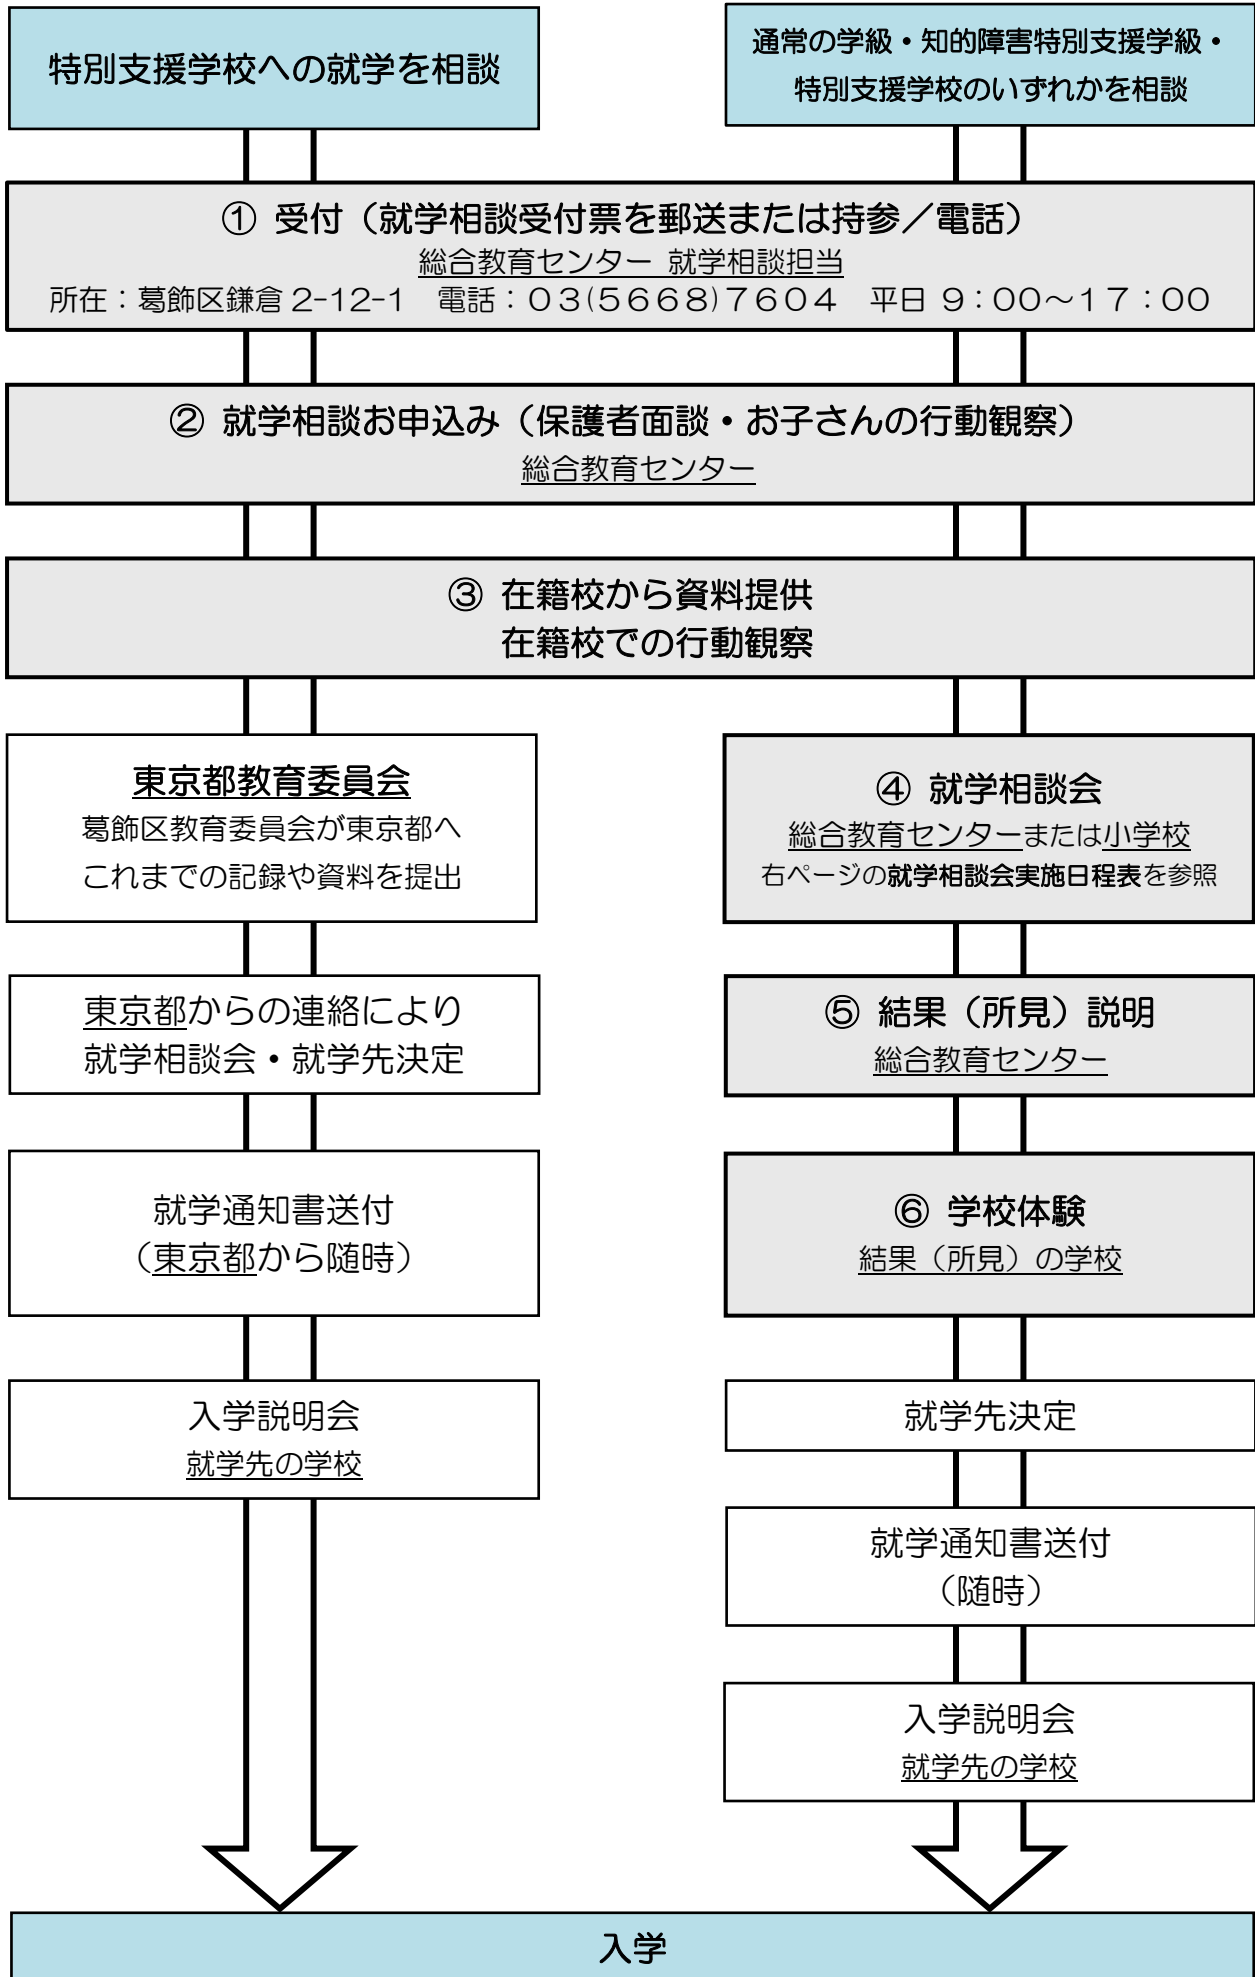 特別支援学校への就学を相談
通常の学級・知的障害特別支援学級・
特別支援学校のいずれかを相談
① 受付（就学相談受付票を郵送または持参／電話）
総合教育センター 就学相談担当
所在：葛飾区鎌倉 2-12-1　電話：０３(５６６８)７６０４　平日 ９：００～１７：００
② 就学相談お申込み（保護者面談・お子さんの行動観察）
総合教育センター
③ 在籍校から資料提供
在籍校での行動観察
東京都教育委員会
葛飾区教育委員会が東京都へ
これまでの記録や資料を提出
④ 就学相談会
総合教育センターまたは小学校
右ページの就学相談会実施日程表を参照
東京都からの連絡により
就学相談会・就学先決定
⑤ 結果（所見）説明
総合教育センター
就学通知書送付
（東京都から随時）
⑥ 学校体験
結果（所見）の学校
入学説明会
就学先の学校
就学先決定
就学通知書送付
（随時）
入学説明会
就学先の学校
入学